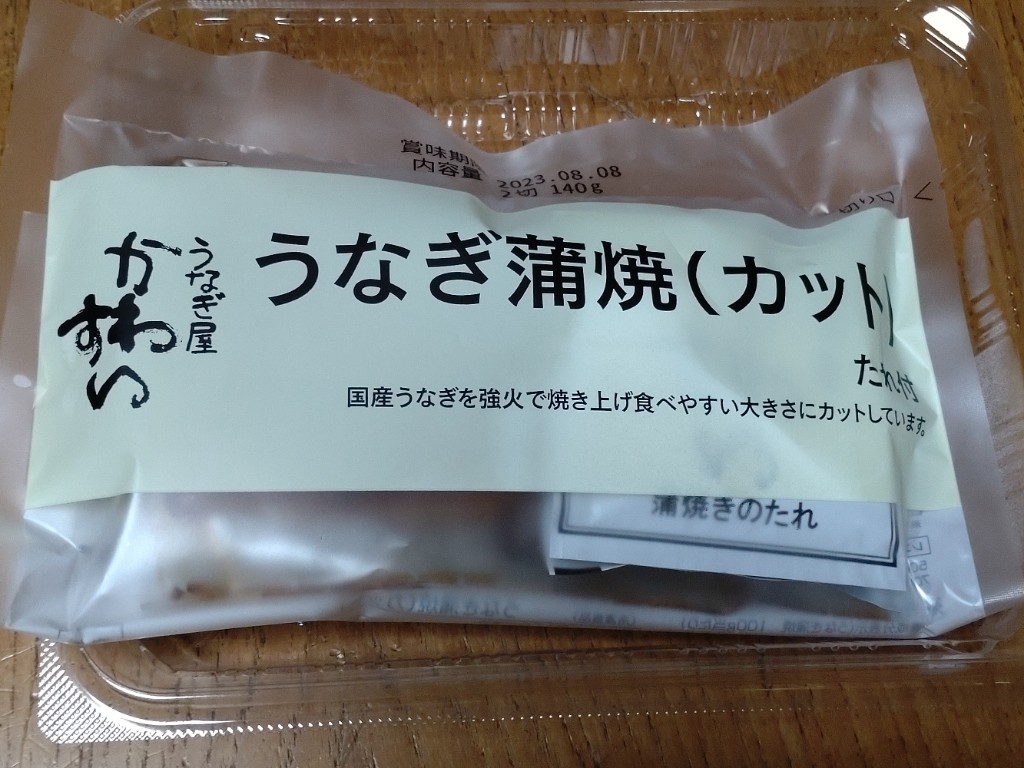 賞味期
2023.08.08
内容量
2切 140g
切り口
うなぎ屋
かわすい
うなぎ蒲焼(カット)
たれ付
国産うなぎを強火で焼き上げ食べやすい大きさにカットしています。
蒲焼きのたれ